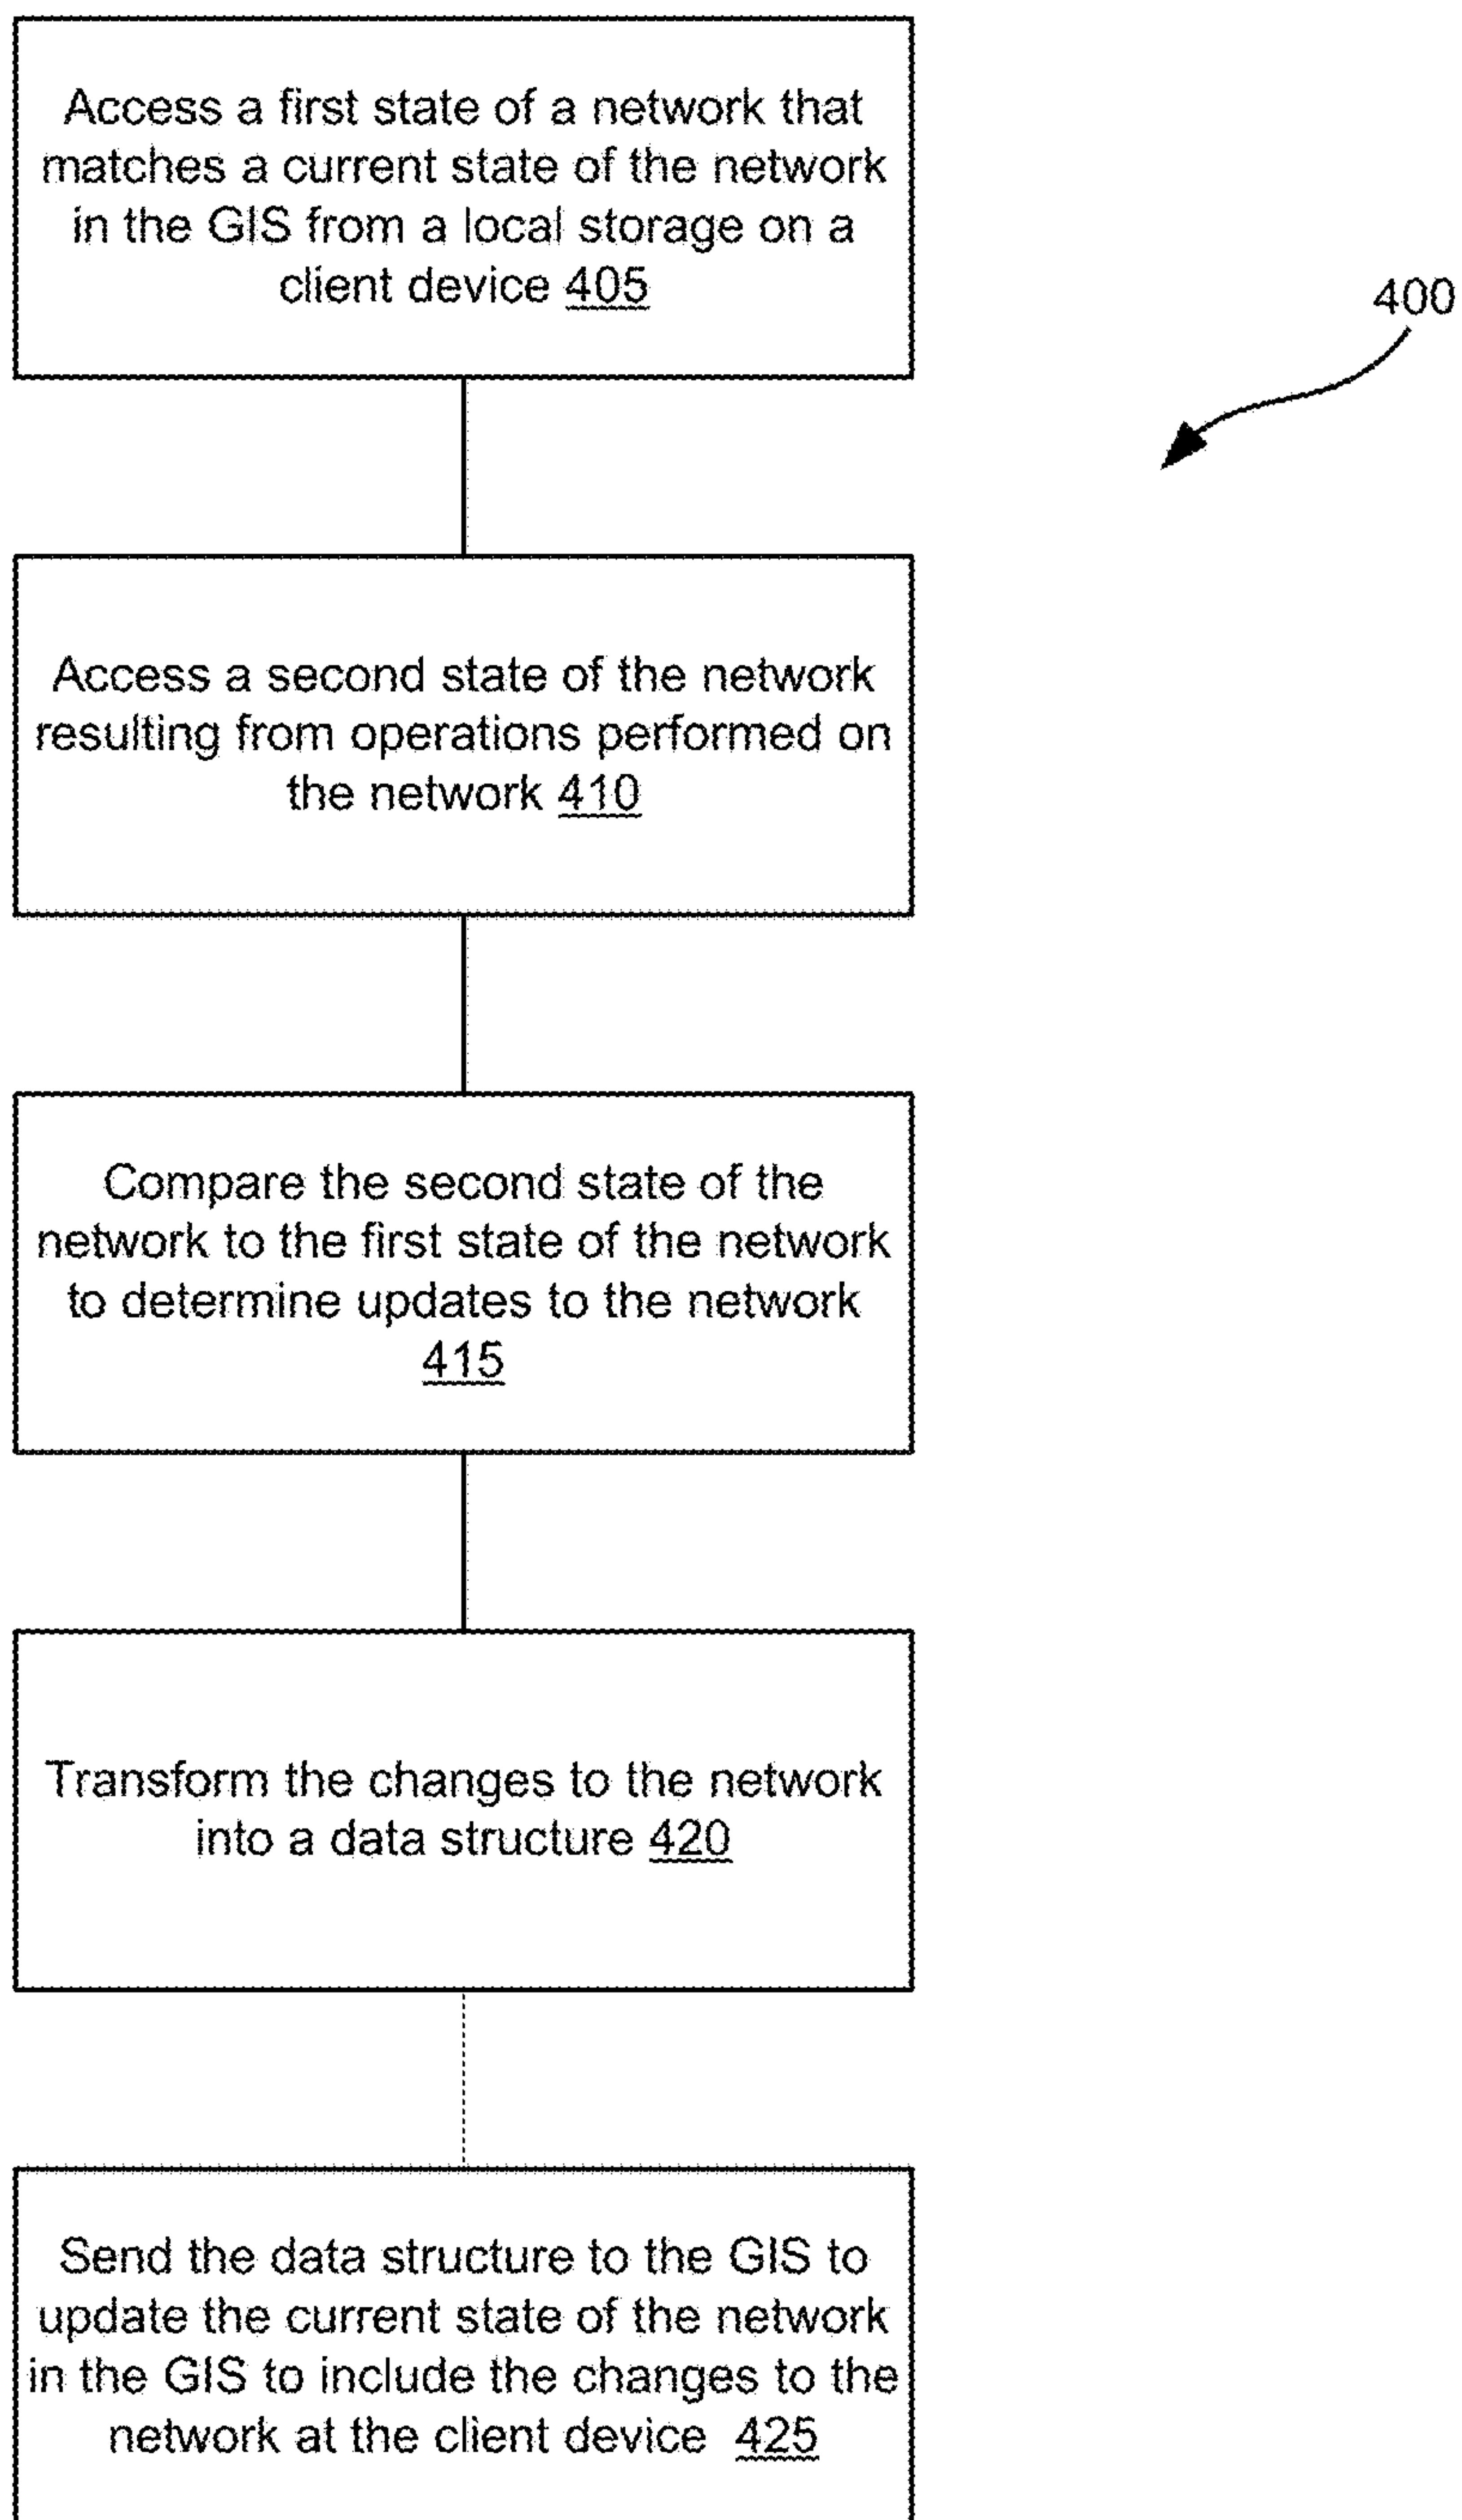 Access a first state of a network that
matches a current state of the network
in the GIS from a local storage on a
client device 405
400
Access a second state of the network
resulting from operations performed on
the network 410
Compare the second state of the
network to the first state of the network
to determine updates to the network
415
Transform the changes to the network
into a data structure 420
Send the data structure to the GIS to
update the current state of the network
in the GIS to include the changes to the
network at the client device 425